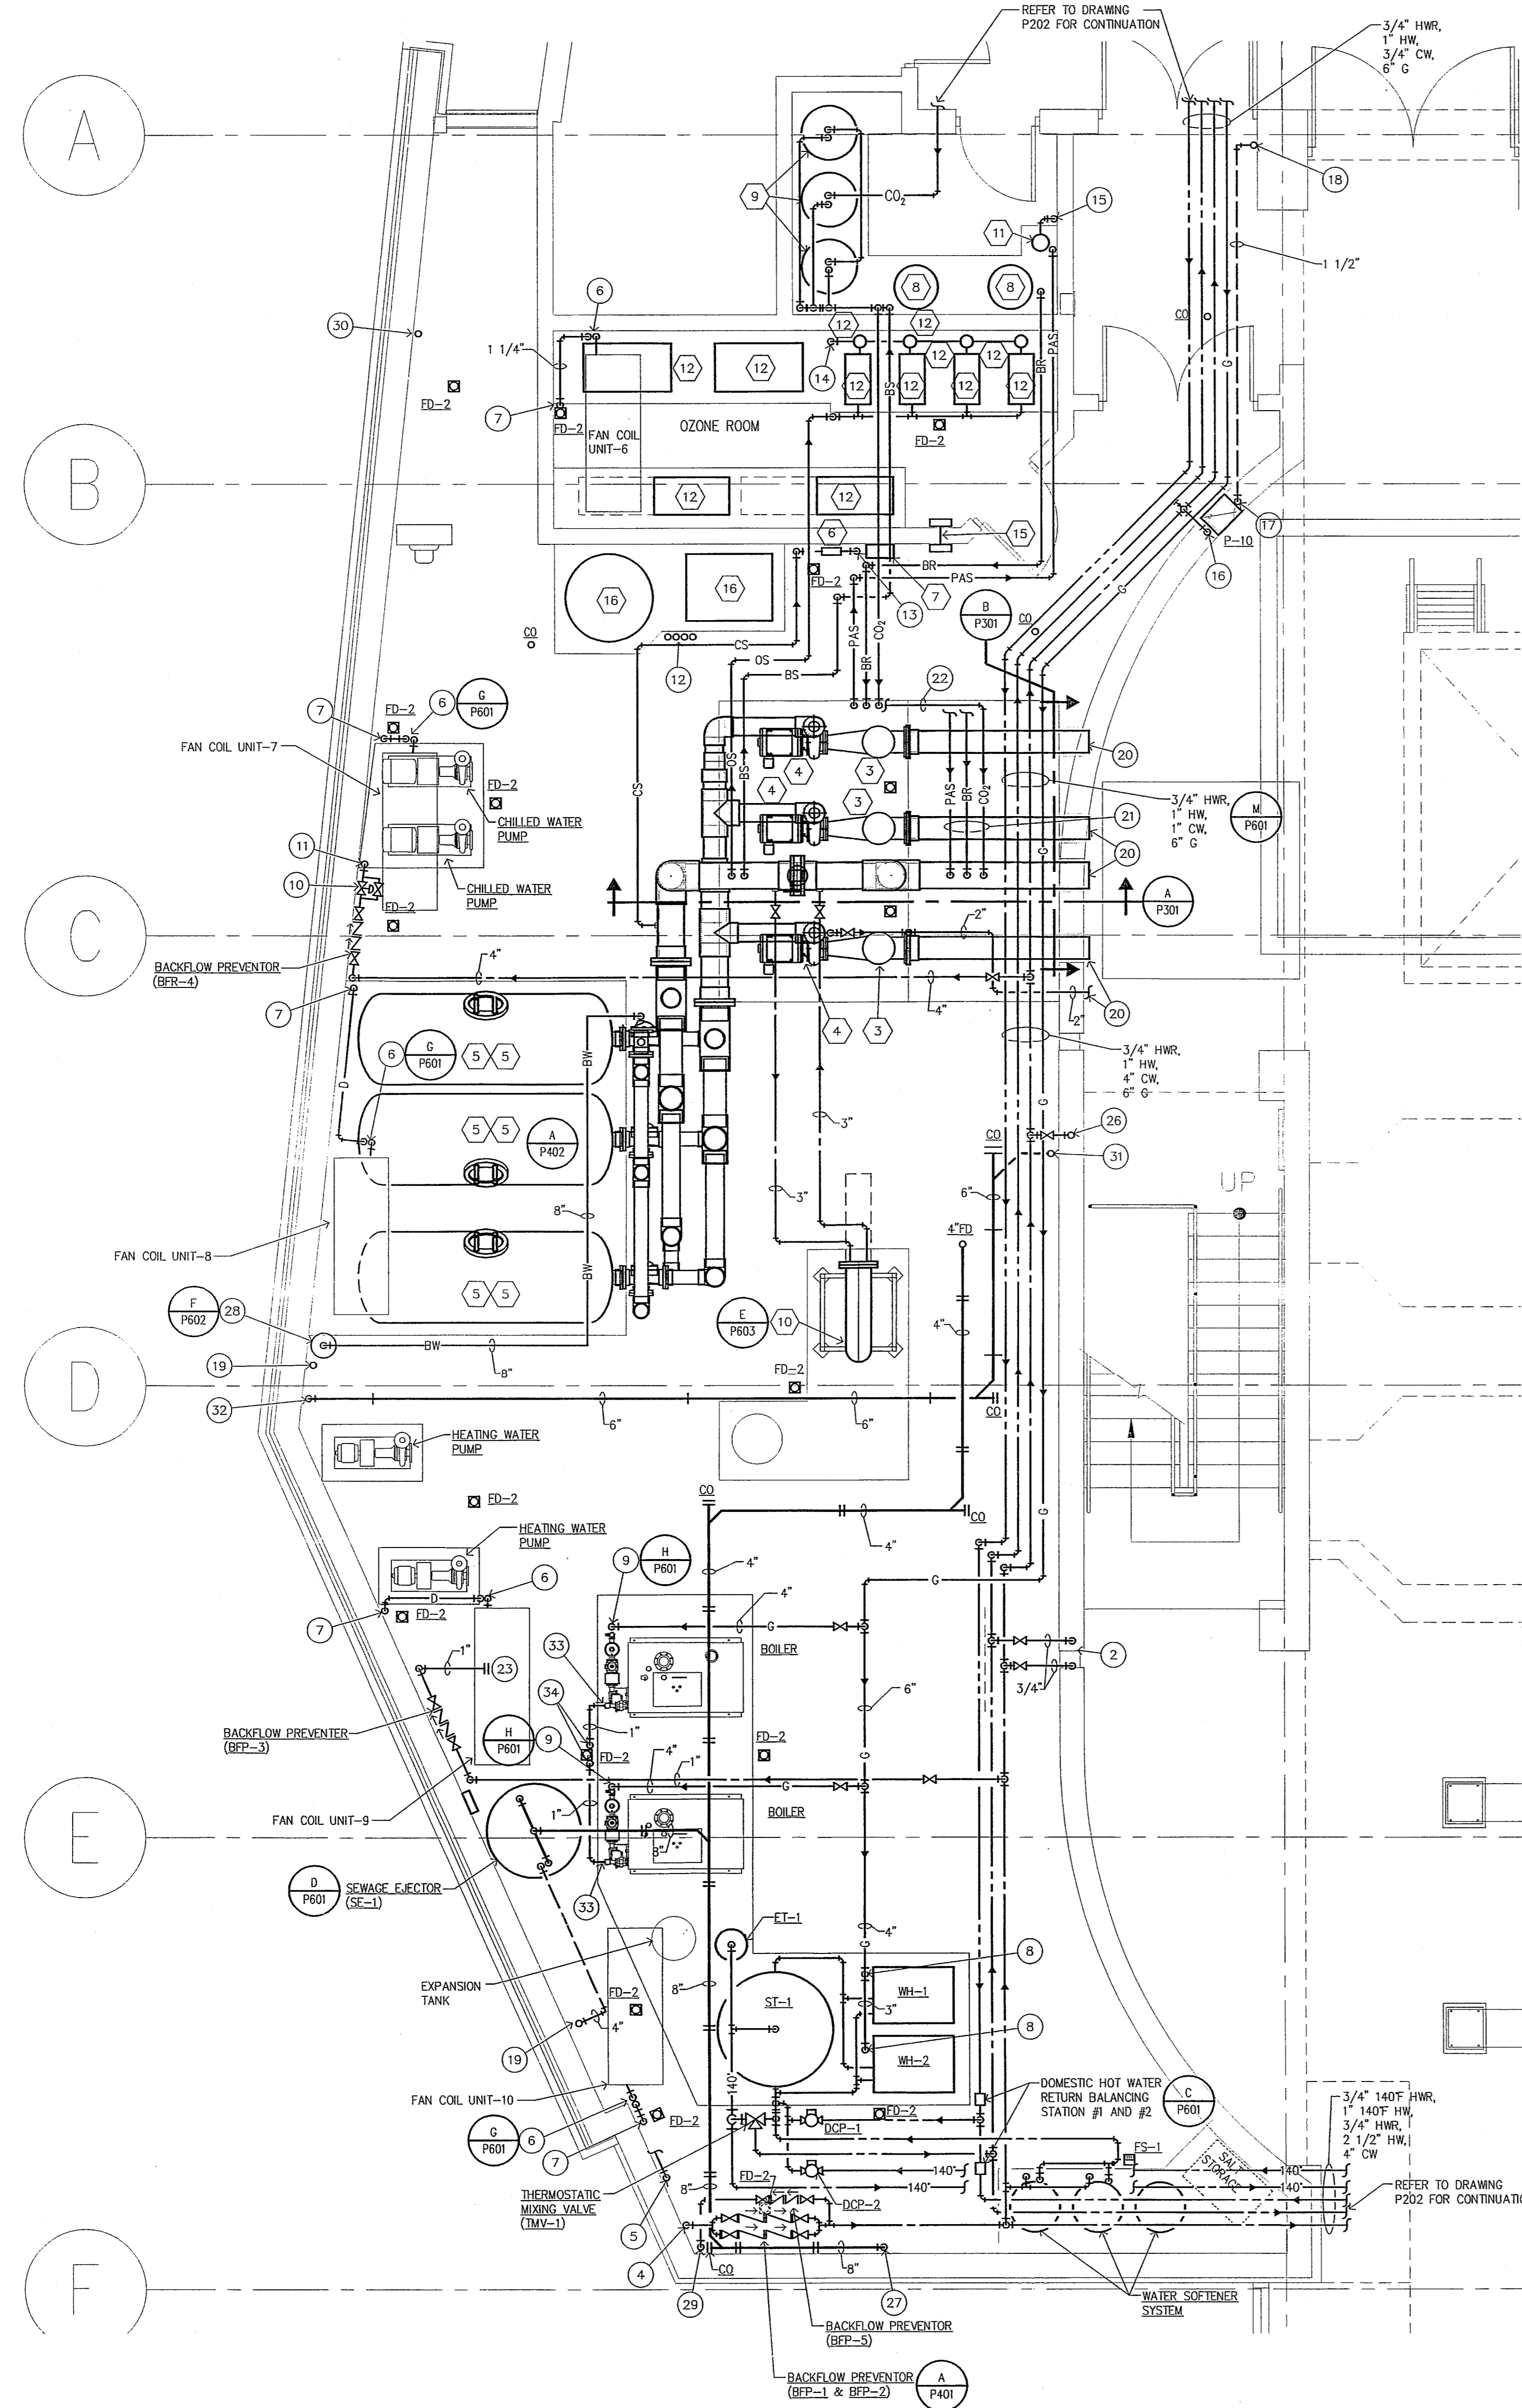 REFER TO DRAWING
P202 FOR CONTINUATION
3/4" HWR,
1" HW,
3/4" CW,
6" G
A
18
9
CO2
15
11
1 1/2"
8
8
CO
6
30
1 1/4"
12
12
12
12
14
12
12
12
12
12
12
BR
PAS
BS
G
7
FD-2
FD-2
FAN COIL
UNIT-6
OZONE ROOM
FD-2
B
12
12
15
6
17
P-10
16
BR
FD-2
PAS
16
16
13
7
B
P301
CO
CO
CS
12
OS
BS
PAS
BR
CO2
22
G
P601
6
7
FD-2
FAN COIL UNIT-7
OS
BS
CS
4
3
20
FD-2
4
3
PAS
BR
CO2
3/4" HWR,
1" HW,
1" CW,
6" G
M
P601
CHILLED WATER
PUMP
21
11
20
10
CHILLED WATER
PUMP
20
G
FD-2
A
P301
C
2"
BACKFLOW PREVENTOR
(BFR-4)
4"
7
4"
2"
20
4
3
6
G
P601
5
5
BW
3/4" HWR,
1" HW,
4" CW,
6" G
D
G
5
5
A
P402
3"
CO
26
31
UP
3"
6"
8"
4"FD
FAN COIL UNIT-8
BW
5
5
F
P602
28
E
P603
10
4"
BW
19
8"
FD-2
D
32
6"
6"
CO
HEATING WATER
PUMP
CO
FD-2
G
HEATING WATER
PUMP
CO
4"
9
H
P601
4"
G
D
6
4"
7
FD-2
G
BOILER
33
2
1"
23
3/4"
34
6"
BACKFLOW PREVENTER
(BFP-3)
1"
H
P601
9
FD-2
FD-2
4"
1"
G
G
1"
BOILER
FAN COIL UNIT-9
E
8"
D
P601
SEWAGE EJECTOR
(SE-1)
33
4"
ET-1
G
8
EXPANSION
TANK
FD-2
8"
ST-1
WH-1
3"
4"
8
19
WH-2
140°
DOMESTIC HOT WATER
RETURN BALANCING
STATION #1 AND #2
C
P601
3/4" 140°F HWR,
1" 140°F HW,
3/4" HWR,
2 1/2" HW,
4" CW
FAN COIL UNIT-10
FD-2
FD-2
G
P601
6
DCP-1
FS-1
7
SALT
STORAGE
140°
140°
140°
THERMOSTATIC
MIXING VALVE
(TMV-1)
FD-2
8"
DCP-2
140°
REFER TO DRAWING
P202 FOR CONTINUATIO
5
4
CO
8"
F
29
27
WATER SOFTENER
SYSTEM
BACKFLOW PREVENTOR
(BFP-5)
BACKFLOW PREVENTOR
(BFP-1 & BFP-2)
A
P401